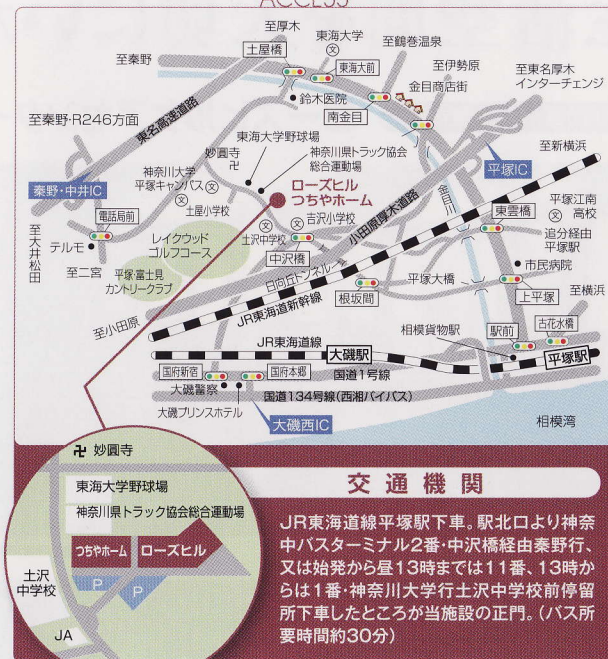 ACCESS
至厚木
東海大学
文
至鶴巻温泉
土屋橋
東海大前
至秦野
至伊勢原
金目商店街
至東名厚木
インターチェンジ
鈴木医院
南金目
東名高速道路
至秦野・R246方面
東海大学野球場
神奈川県トラック協会
総合運動場
妙圓寺
卍
至新横浜
平塚IC
秦野・中井IC
神奈川大学
平塚キャンパス
文
文
土屋小学校
ローズヒル
つちやホーム
小田原厚木道路
金目川
文
平塚江南
高校
電話局前
文
吉沢小学校
文
土沢中学校
東雲橋
追分経由
平塚駅
至大井松田
テルモ
レイクウッド
ゴルフコース
中沢橋
市民病院
至二宮
平塚富士見
カントリークラブ
日向丘トンネル
平塚大橋
上平塚
根坂間
至横浜
至小田原
JR東海道新幹線
相模貨物駅
駅前
古花水橋
JR東海道線
大磯駅
平塚駅
国府新宿
国府本郷
国道1号線
大磯警察
国道134号線(西湘バイパス)
大磯プリンスホテル
大磯西IC
相模湾
卍 妙圓寺
東海大学野球場
神奈川県トラック協会総合運動場
つちやホーム
ローズヒル
土沢
中学校
P
P
JA
交通機関
JR東海道線平塚駅下車。駅北口より神奈
中バスターミナル2番・中沢橋経由秦野行、
又は始発から昼13時までは11番、13時か
らは1番・神奈川大学行土沢中学校前停留
所下車したところが当施設の正門。(バス所
要時間約30分)